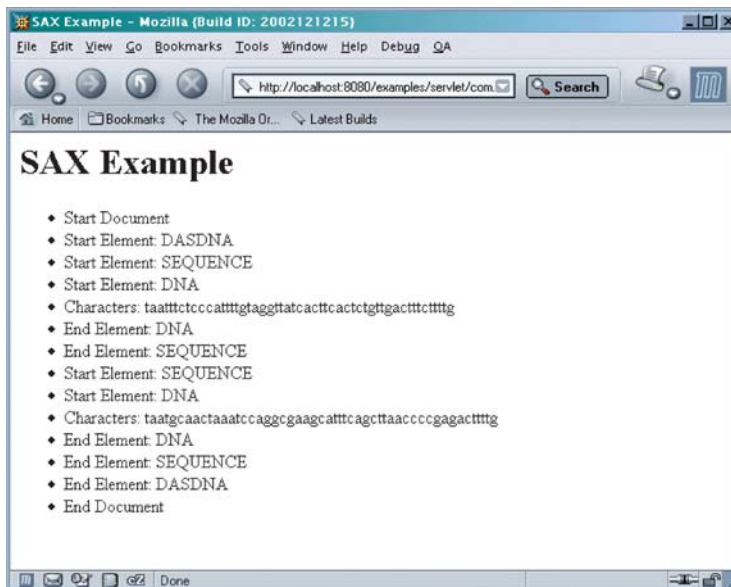 SAX Example - Mozilla {Build ID: 2002121215}
File Edit View Go Bookmarks Tools Window Help Debug QA
http://localhost:8080/examples/servlet/com. Search
Home Bookmarks The Mozilla Or... Latest Builds
SAX Example
• Start Document
• Start Element: DASDNA
• Start Element: SEQUENCE
• Start Element: DNA
• Characters: taatttctcccattttgtaggttatcacttcactctgttgactttcttttg
• End Element: DNA
• End Element: SEQUENCE
• Start Element: SEQUENCE
• Start Element: DNA
• Characters: taatgcaactaaatccaggcgaagcatttcagcttaaccccgagacttttg
• End Element: DNA
• End Element: SEQUENCE
• End Element: DASDNA
• End Document
Done